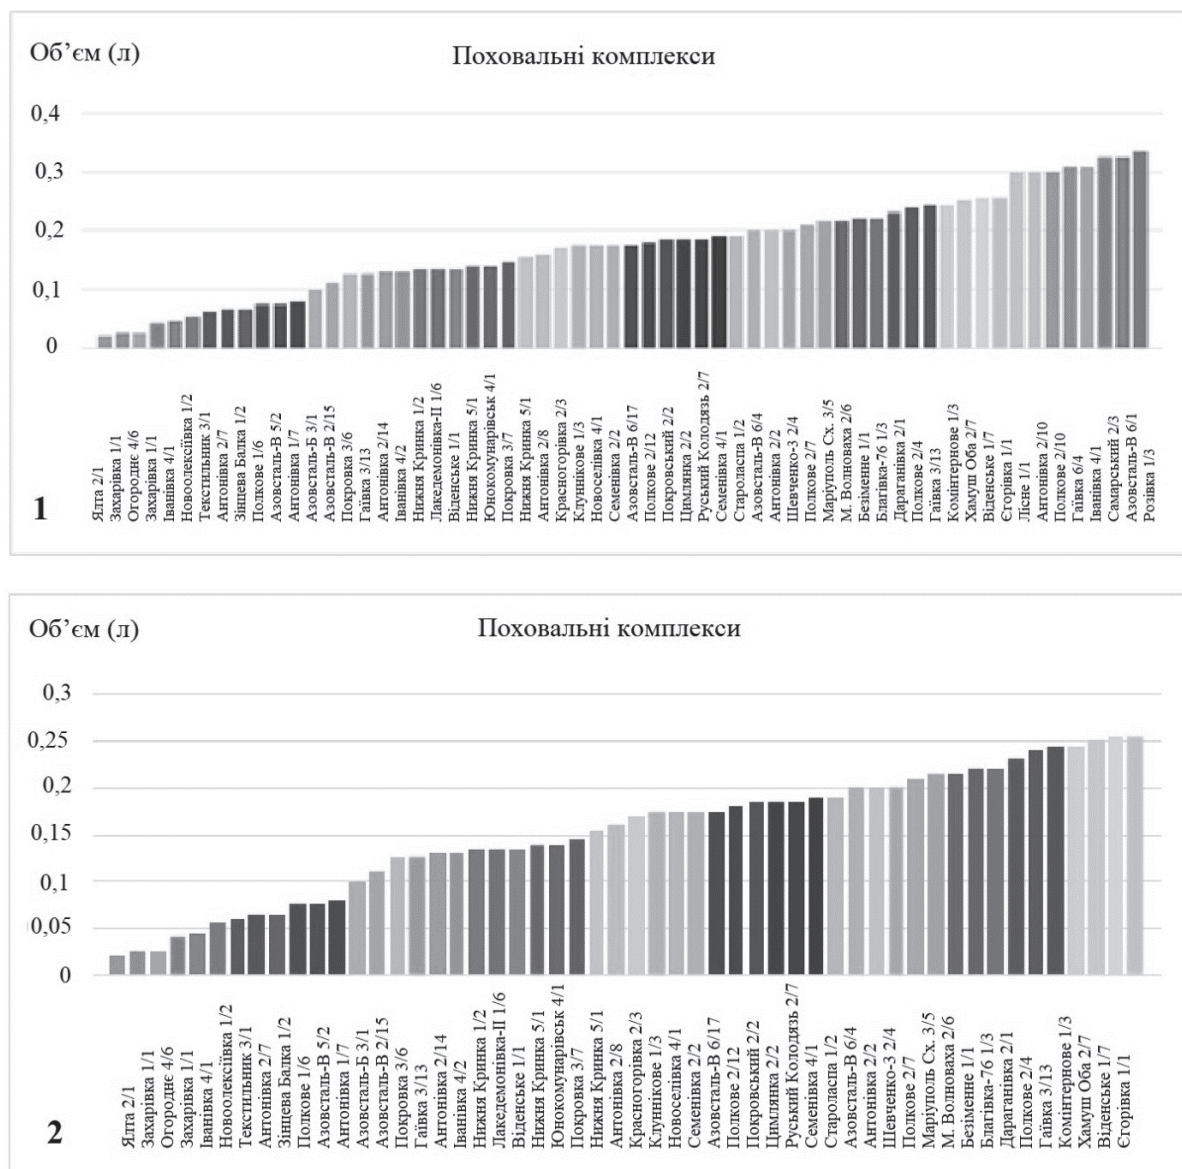 Об’єм (л)
Поховальні комплекси
0,4
0,3
0,2
0,1
0
Ялта 2/1
Захарівка 1/1
Огороднє 4/6
Захарівка 1/1
Іванівка 4/1
Новоолексіївка 1/2
Текстильник 3/1
Антонівка 2/7
Зінцева Балка 1/2
Полкове 1/6
Азовсталь-В 5/2
Антонівка 1/7
Азовсталь-Б 3/1
Азовсталь-В 2/15
Покровка 3/6
Гаївка 3/13
Антонівка 2/14
Іванівка 4/2
Нижня Кринка 1/2
Лакедемонівка-ІІ 1/6
Віденське 1/1
Нижня Кринка 5/1
Юнокомунарівськ 4/1
Покровка 3/7
Нижня Кринка 5/1
Антонівка 2/8
Красногорівка 2/3
Клуннікове 1/3
Новоселівка 4/1
Семенівка 2/2
Азовсталь-В 6/17
Полкове 2/12
Покровський 2/2
Цимлянка 2/2
Руський Колодязь 2/7
Семенівка 4/1
Староласпа 1/2
Азовсталь-В 6/4
Антонівка 2/2
Шевченко-3 2/4
Полкове 2/7
Маріуполь Сх. 3/5
М. Волноваха 2/6
Безіменне 1/1
Благівка-76 1/3
Дараганівка 2/1
Полкове 2/4
Гаївка 3/13
Комінтернове 1/3
Хамуш Оба 2/7
Віденське 1/7
Єгорівка 1/1
Лісне 1/1
Антонівка 2/10
Полкове 2/10
Гаївка 6/4
Іванівка 4/1
Самарський 2/3
Азовсталь-В 6/1
Розівка 1/3
1
Об’єм (л)
Поховальні комплекси
0,3
0,25
0,2
0,15
0,1
0,05
0
Ялта 2/1
Захарівка 1/1
Огороднє 4/6
Захарівка 1/1
Іванівка 4/1
Новоолексіївка 1/2
Текстильник 3/1
Антонівка 2/7
Зінцева Балка 1/2
Полкове 1/6
Азовсталь-В 5/2
Антонівка 1/7
Азовсталь-Б 3/1
Азовсталь-В 2/15
Покровка 3/6
Гаївка 3/13
Антонівка 2/14
Іванівка 4/2
Нижня Кринка 1/2
Лакедемонівка-ІІ 1/6
Віденське 1/1
Нижня Кринка 5/1
Юнокомунарівськ 4/1
Покровка 3/7
Нижня Кринка 5/1
Антонівка 2/8
Красногорівка 2/3
Клуннікове 1/3
Новоселівка 4/1
Семенівка 2/2
Азовсталь-В 6/17
Полкове 2/12
Покровський 2/2
Цимлянка 2/2
Руський Колодязь 2/7
Семенівка 4/1
Староласпа 1/2
Азовсталь-В 6/4
Антонівка 2/2
Шевченко-3 2/4
Полкове 2/7
Маріуполь Сх. 3/5
М. Волноваха 2/6
Безіменне 1/1
Благівка-76 1/3
Дараганівка 2/1
Полкове 2/4
Гаївка 3/13
Комінтернове 1/3
Хамуш Оба 2/7
Віденське 1/7
Єгорівка 1/1
2